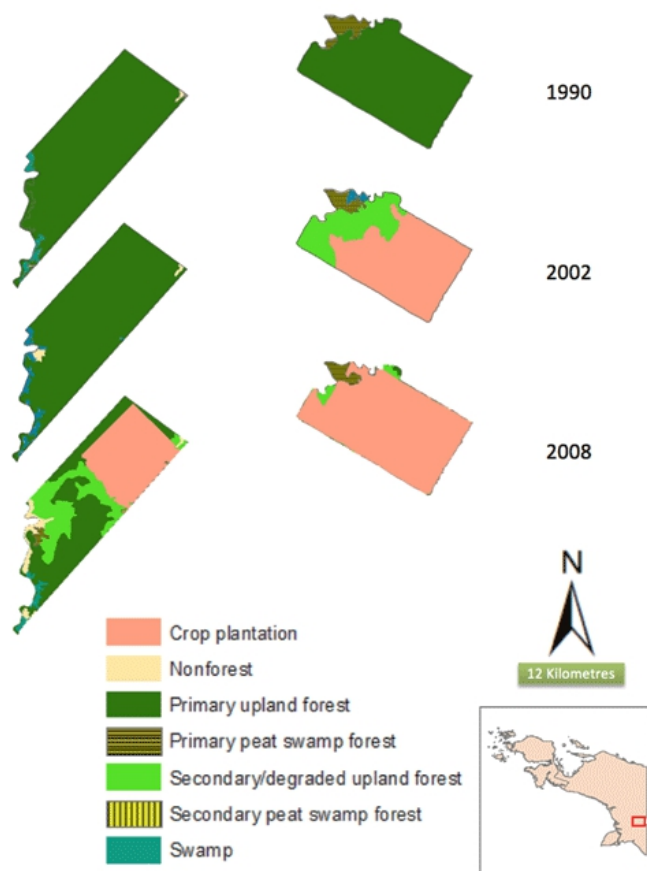 1990
2002
2008
N
12 Kilometres
Crop plantation
Nonforest
Primary upland forest
Primary peat swamp forest
Secondary/degraded upland forest
Secondary peat swamp forest
Swamp